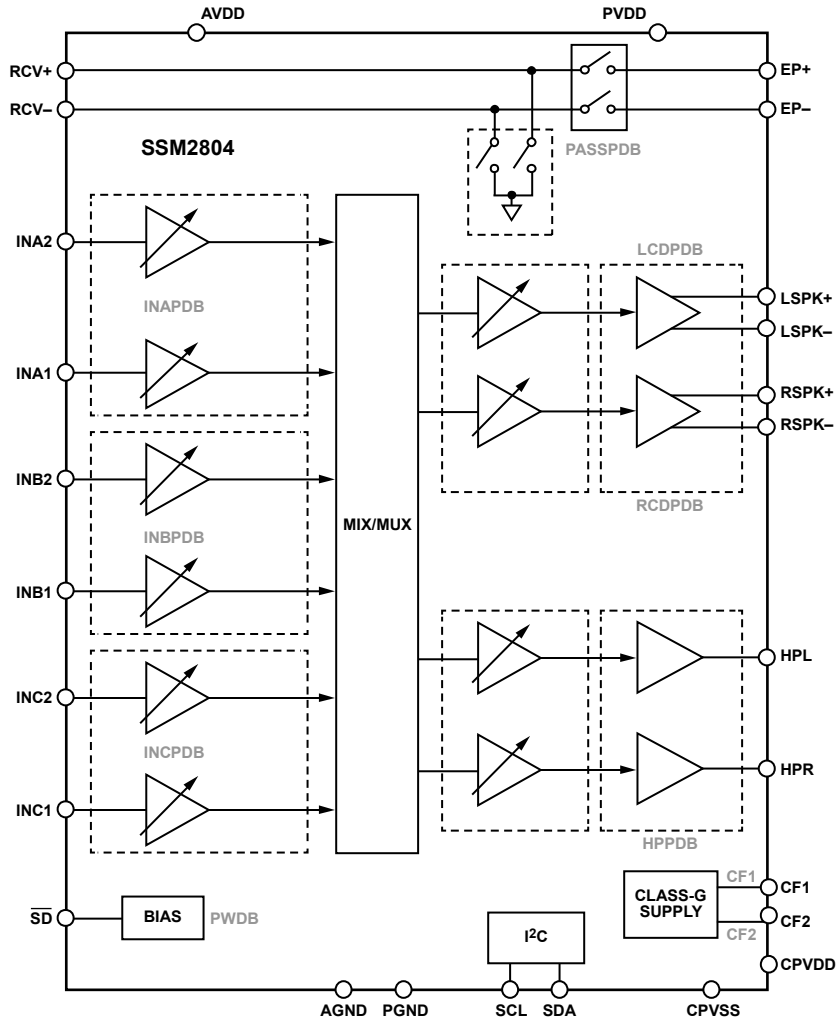 AVDD
PVDD
RCV+
EP+
RCV–
EP–
PASSPDB
SSM2804
LCDPDB
INA2
LSPK+
INAPDB
LSPK–
INA1
RSPK+
RSPK–
INB2
RCDPDB
MIX/MUX
INBPDB
INB1
HPL
INC2
INCPDB
HPR
INC1
HPPDB
CF1
CLASS-G
SUPPLY
CF1
CF2
CF2
SD
BIAS
PWDB
I2C
CPVDD
AGND
PGND
SCL
SDA
CPVSS